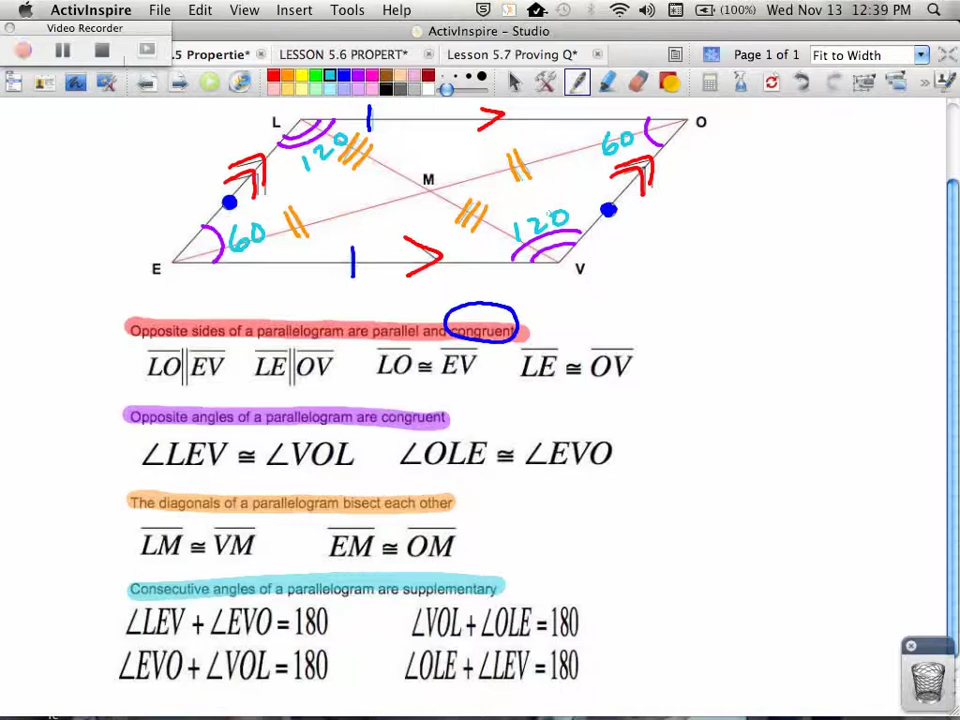 ActivInspire File Edit View Insert Tools Help (100%) Wed Nov 13 12:39 PM
Video Recorder
ActivInspire – Studio
.5 Propertie* LESSON 5.6 PROPERT* Lesson 5.7 Proving Q* Page 1 of 1 Fit to Width
L O
120 60
M
60 120
E V
Opposite sides of a parallelogram are parallel and congruent
LO||EV LE||OV LO ≅ EV LE ≅ OV
Opposite angles of a parallelogram are congruent
∠LEV ≅ ∠VOL ∠OLE ≅ ∠EVO
The diagonals of a parallelogram bisect each other
LM ≅ VM EM ≅ OM
Consecutive angles of a parallelogram are supplementary
∠LEV + ∠EVO = 180 ∠VOL + ∠OLE = 180
∠EVO + ∠VOL = 180 ∠OLE + ∠LEV = 180